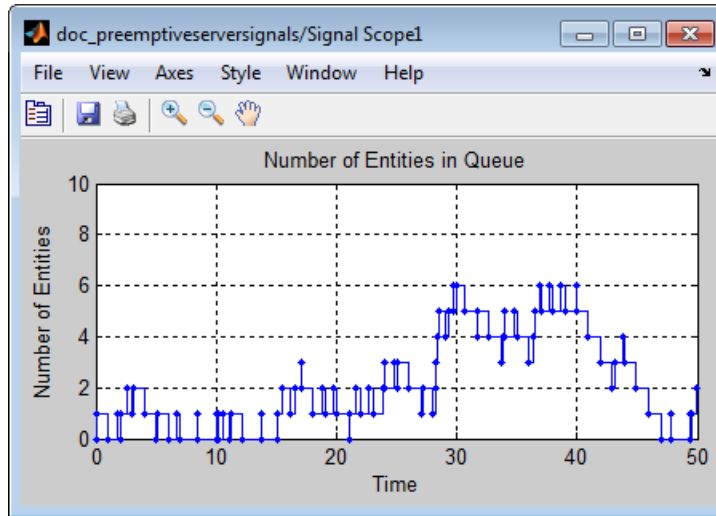 doc_preemptiveserversignals/Signal Scope1
File View Axes Style Window Help
Number of Entities in Queue
10
8
6
4
2
0
Number of Entities
0 10 20 30 40 50
Time